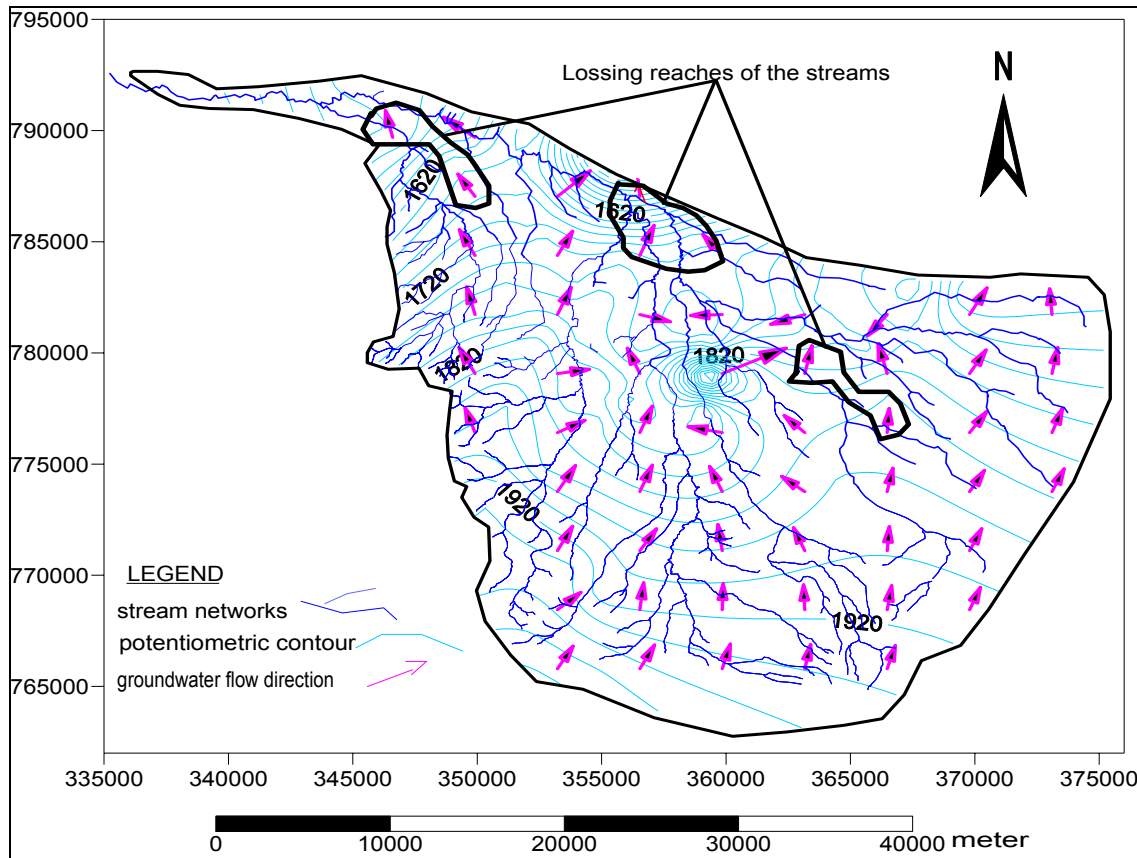 795000
790000
785000
780000
775000
770000
765000
Lossing reaches of the streams
N
1620
1620
1720
1820
1820
1920
1920
LEGEND
stream networks
potentiometric contour
groundwater flow direction
335000 340000 345000 350000 355000 360000 365000 370000 375000
0 10000 20000 30000 40000 meter